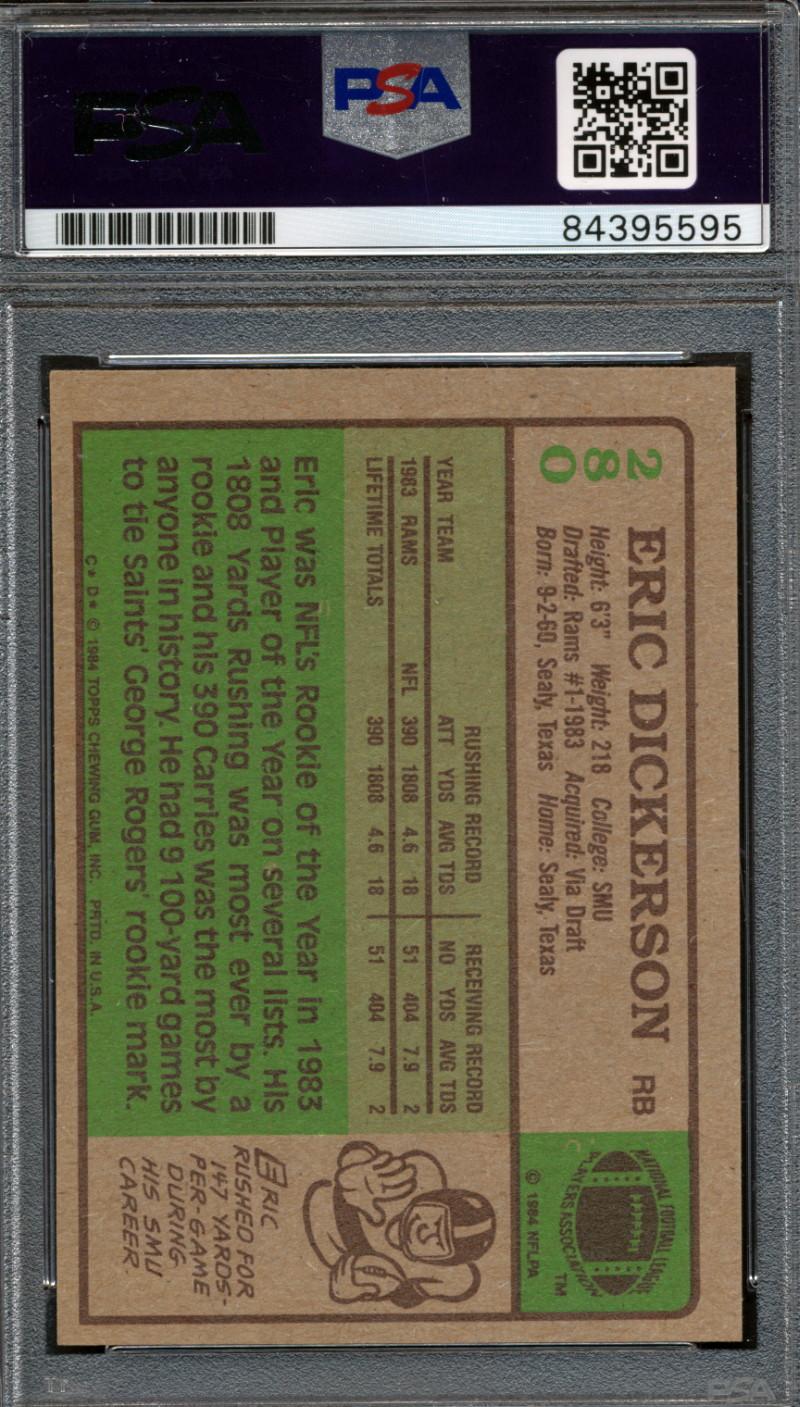 PSA
PSA
84395595
280
ERIC DICKERSON RB
Height: 6'3" Weight: 218 College: SMU
Drafted: Rams #1-1983 Acquired: Via Draft
Born: 9-2-60, Sealy, Texas Home: Sealy, Texas
NATIONAL FOOTBALL LEAGUE
PLAYERS ASSOCIATION
TM
© 1984 NFLPA
RUSHING RECORD RECEIVING RECORD
YEAR TEAM ATT YDS AVG TDS NO YDS AVG TDS
1983 RAMS NFL 390 1808 4.6 18 51 404 7.9 2
LIFETIME TOTALS 390 1808 4.6 18 51 404 7.9 2
Eric was NFL's Rookie of the Year in 1983
and Player of the Year on several lists. His
1808 Yards Rushing was most ever by a
rookie and his 390 Carries was the most by
anyone in history. He had 9 100-yard games
to tie Saints' George Rogers' rookie mark.
ERIC
RUSHED FOR
147 YARDS-
PER-GAME
DURING
HIS SMU
CAREER.
C* D* © 1984 TOPPS CHEWING GUM, INC. PRTD. IN U.S.A.
PSA